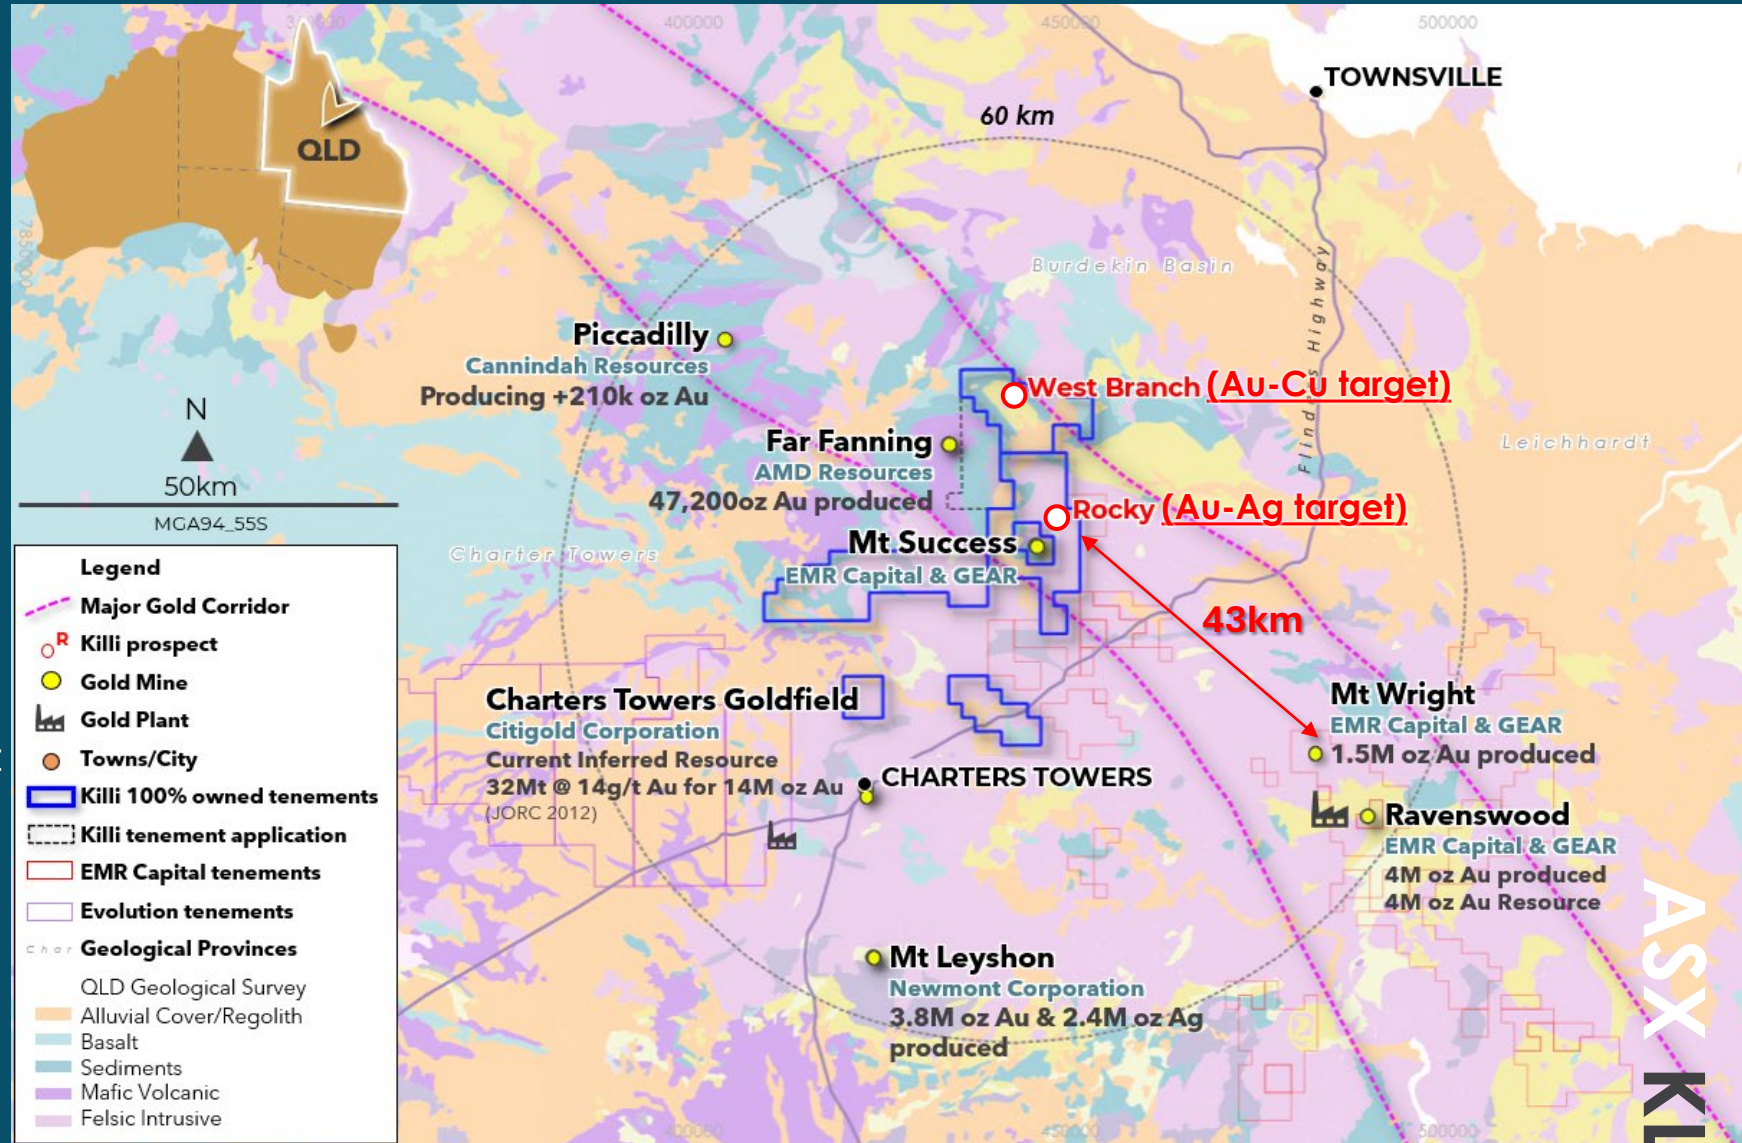 350000
400000
450000
500000
7850000
QLD
TOWNSVILLE
60 km
Burdekin Basin
Flinders Highway
Piccadilly
Cannindah Resources
Producing +210k oz Au
West Branch (Au-Cu target)
Far Fanning
AMD Resources
47,200oz Au produced
Leichhardt
N
50km
MGA94_55S
Rocky (Au-Ag target)
Charter Towers
Mt Success
EMR Capital & GEAR
43km
Legend
Major Gold Corridor
R
Killi prospect
Gold Mine
Gold Plant
Towns/City
Killi 100% owned tenements
Killi tenement application
EMR Capital tenements
Evolution tenements
Char
Geological Provinces
QLD Geological Survey
Alluvial Cover/Regolith
Basalt
Sediments
Mafic Volcanic
Felsic Intrusive
Charters Towers Goldfield
Citigold Corporation
Current Inferred Resource
32Mt @ 14g/t Au for 14M oz Au
(JORC 2012)
CHARTERS TOWERS
Mt Wright
EMR Capital & GEAR
1.5M oz Au produced
Ravenswood
EMR Capital & GEAR
4M oz Au produced
4M oz Au Resource
Mt Leyshon
Newmont Corporation
3.8M oz Au & 2.4M oz Ag
produced
400000
450000
500000
ASX